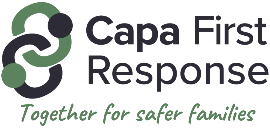 Capa First
Response
Together for safer families